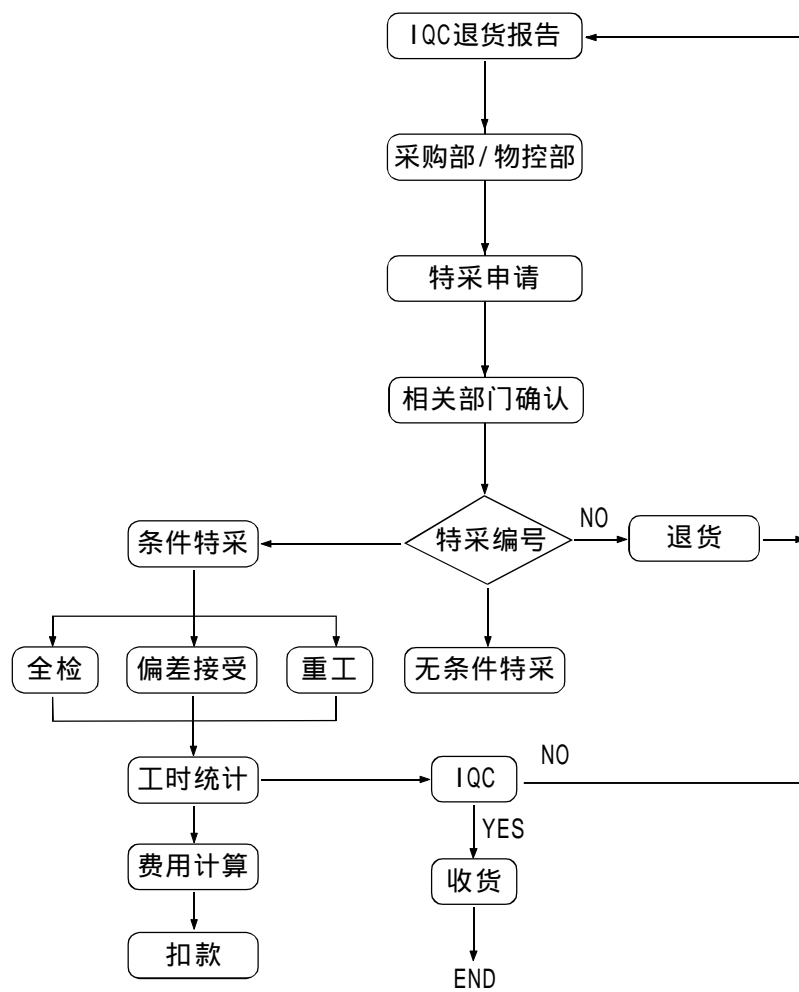 IQC退货报告
采购部/物控部
特采申请
相关部门确认
条件特采
特采编号
NO
退货
全检
偏差接受
重工
无条件特采
工时统计
IQC
NO
YES
费用计算
收货
扣款
END